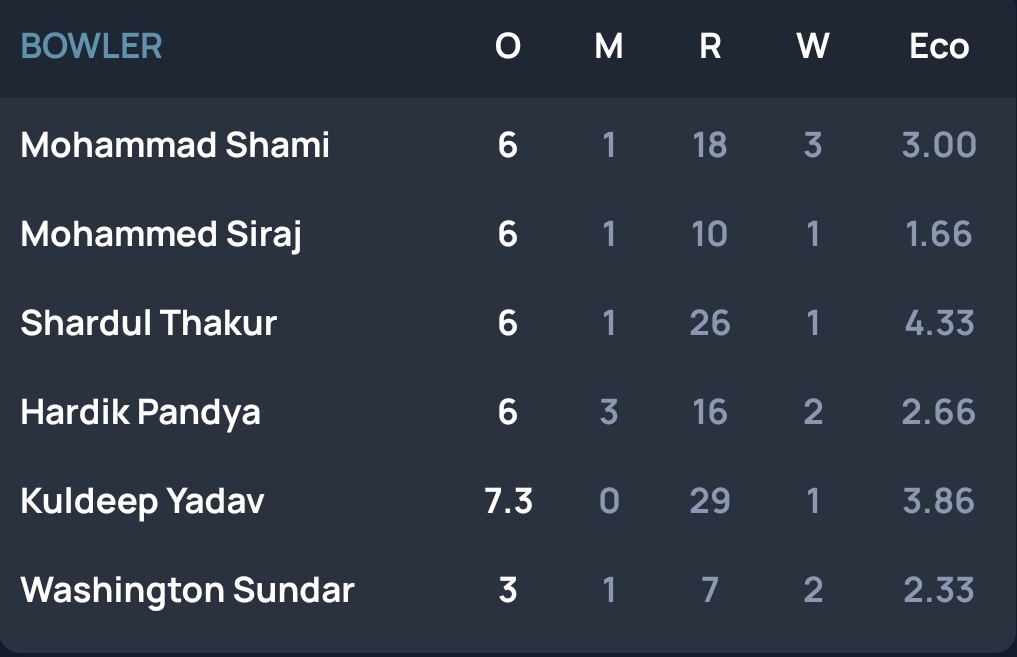 BOWLER O M R W Eco
Mohammad Shami 6 1 18 3 3.00
Mohammed Siraj 6 1 10 1 1.66
Shardul Thakur 6 1 26 1 4.33
Hardik Pandya 6 3 16 2 2.66
Kuldeep Yadav 7.3 0 29 1 3.86
Washington Sundar 3 1 7 2 2.33